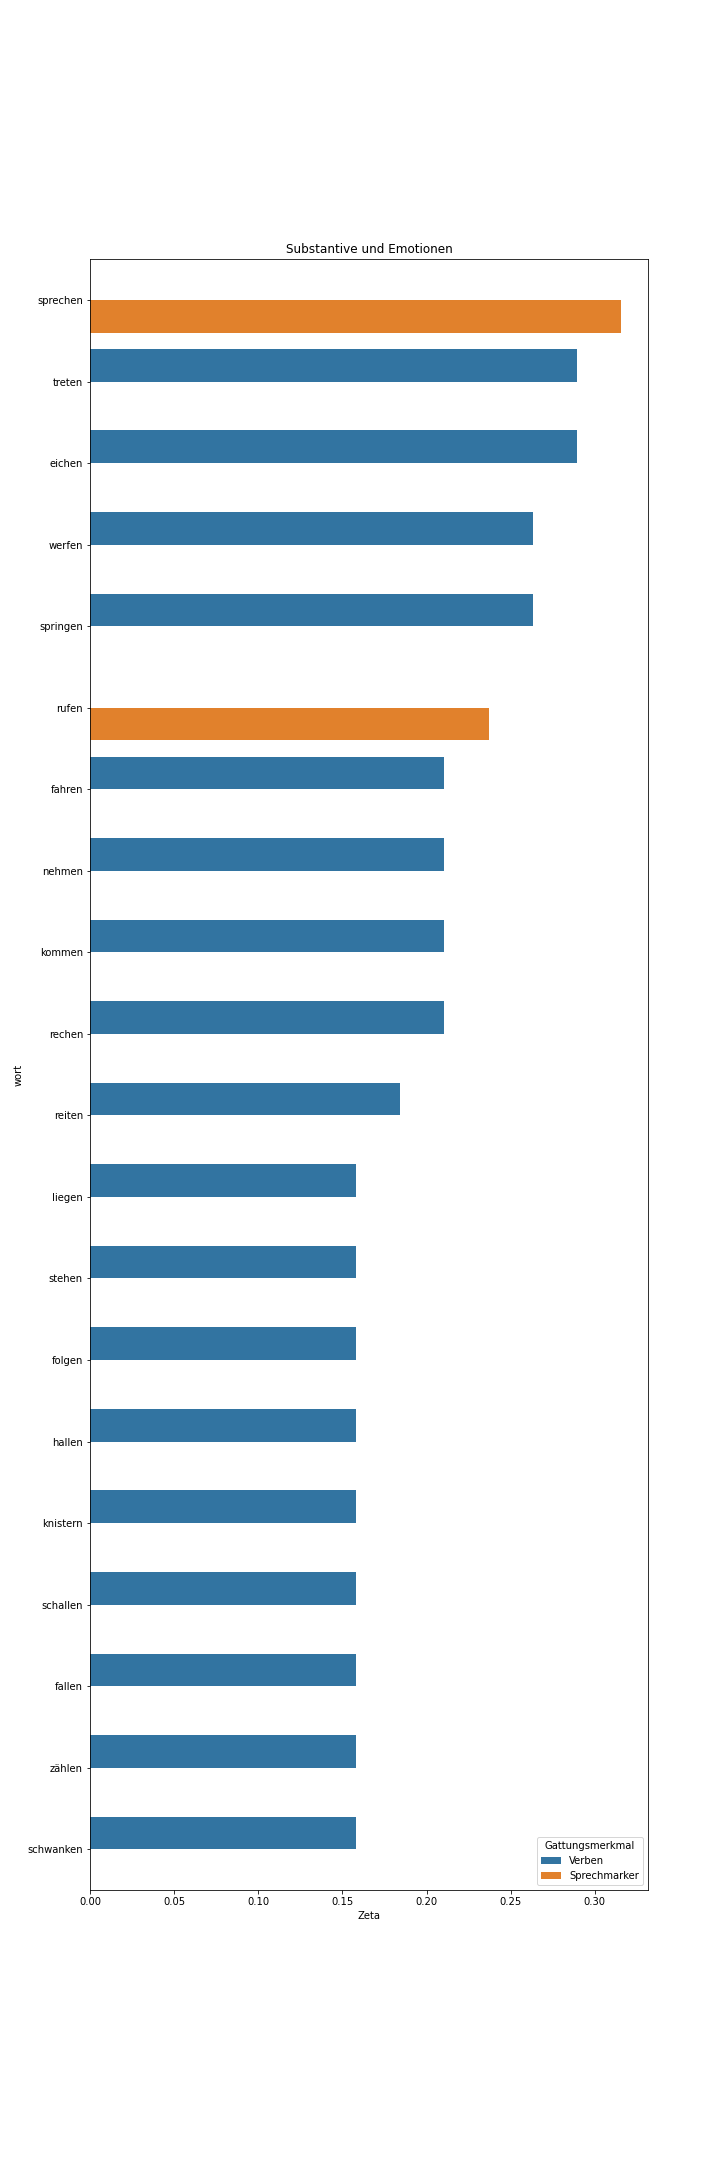 Substantive und Emotionen
sprechen
treten
eichen
werfen
springen
rufen
fahren
nehmen
kommen
rechen
wort
reiten
liegen
stehen
folgen
hallen
knistern
schallen
fallen
zählen
schwanken
Gattungsmerkmal
Verben
Sprechmarker
0.00 0.05 0.10 0.15 0.20 0.25 0.30
Zeta